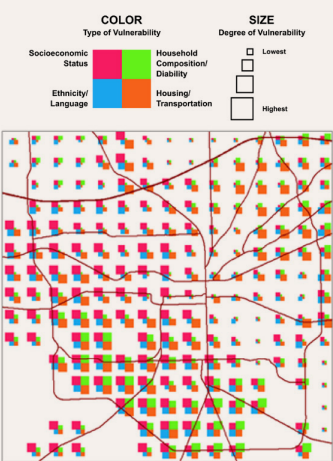 COLOR
Type of Vulnerability
Socioeconomic
Status
Household
Composition/
Diability
Ethnicity/
Language
Housing/
Transportation
SIZE
Degree of Vulnerability
Lowest
Highest